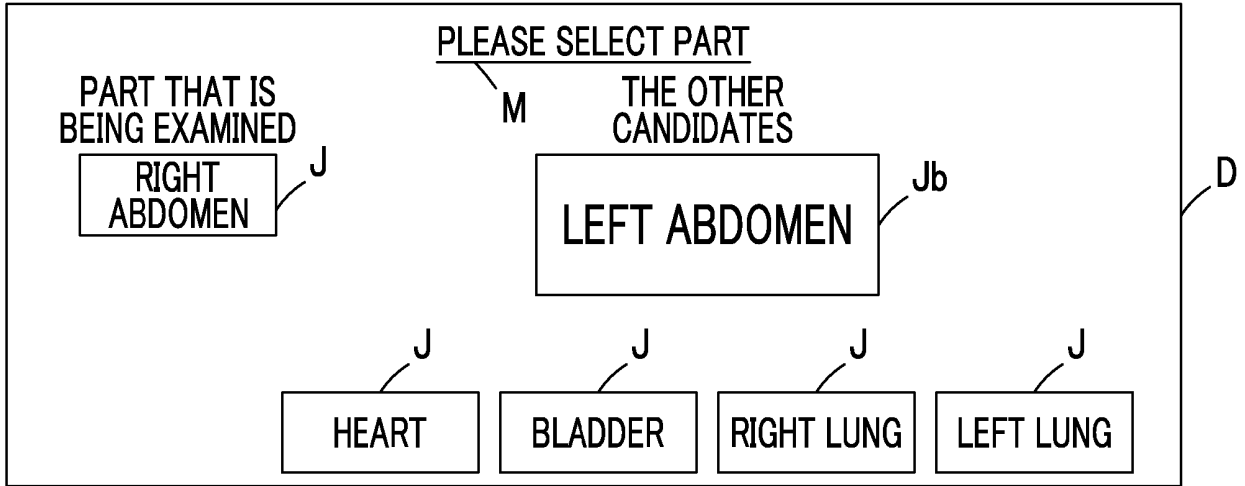 PLEASE SELECT PART
M
PART THAT IS
BEING EXAMINED
THE OTHER
CANDIDATES
RIGHT
ABDOMEN
J
LEFT ABDOMEN
Jb
D
J
J
J
J
HEART
BLADDER
RIGHT LUNG
LEFT LUNG